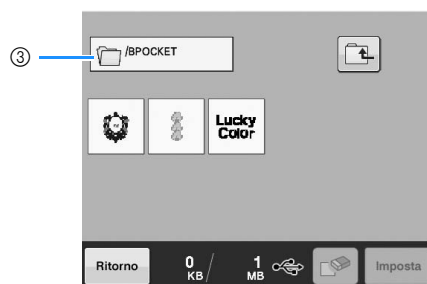 ③
/BPOCKET
Lucky
Color
Ritorno
0
KB
/
1
MB
Imposta